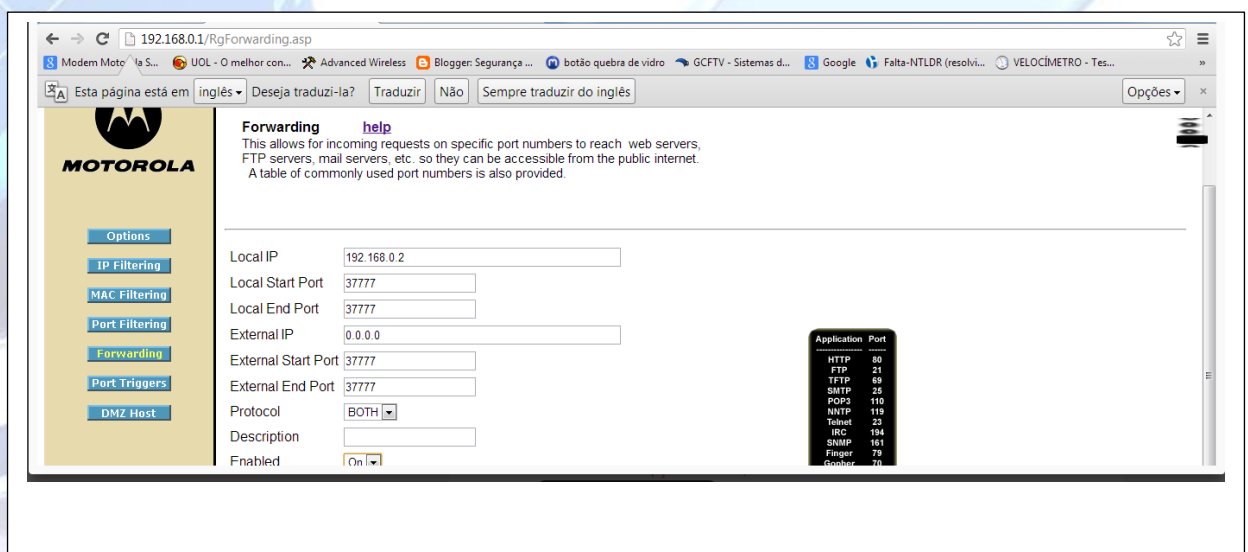 192.168.0.1/RgForwarding.asp
Modem Moto la S... UOL - O melhor con... Advanced Wireless Blogger: Segurança ... botão quebra de vidro GCFTV - Sistemas d... Google Falta-NTLDR (resolvi... VELOCÍMETRO - Tes... »
Esta página está em inglês Deseja traduzi-la? Traduzir Não Sempre traduzir do inglês Opções ×
MOTOROLA
Options
IP Filtering
MAC Filtering
Port Filtering
Forwarding
Port Triggers
DMZ Host
Forwarding help
This allows for incoming requests on specific port numbers to reach web servers,
FTP servers, mail servers, etc. so they can be accessible from the public internet.
A table of commonly used port numbers is also provided.
Local IP 192.168.0.2
Local Start Port 37777
Local End Port 37777
External IP 0.0.0.0
External Start Port 37777
External End Port 37777
Protocol BOTH
Description
Enabled On
Application Port
--------------- ------
HTTP 80
FTP 21
TFTP 69
SMTP 25
POP3 110
NNTP 119
Telnet 23
IRC 194
SNMP 161
Finger 79
Gopher 70